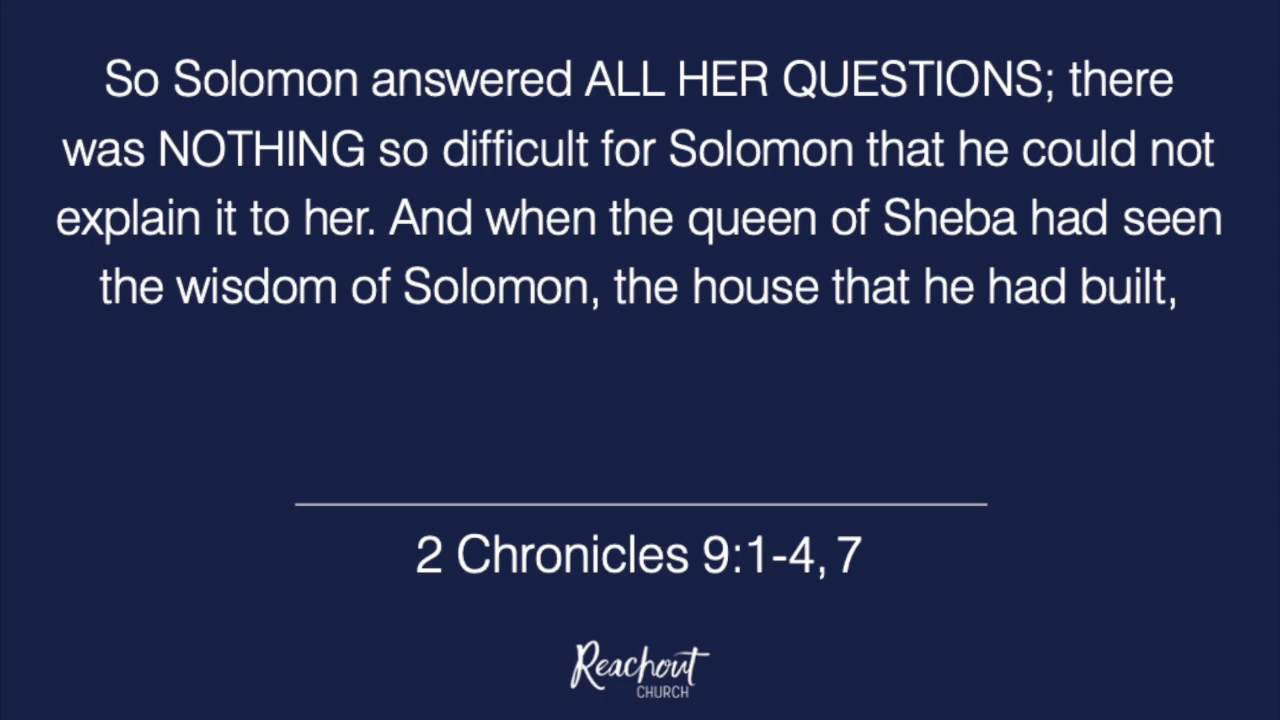 So Solomon answered ALL HER QUESTIONS; there
was NOTHING so difficult for Solomon that he could not
explain it to her. And when the queen of Sheba had seen
the wisdom of Solomon, the house that he had built,
2 Chronicles 9:1-4, 7
Reachout
CHURCH